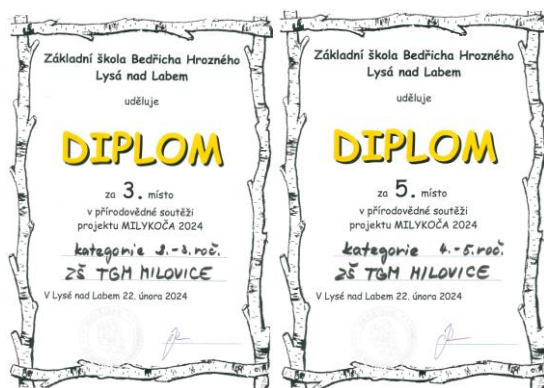 Základní škola Bedřicha Hrozného
Lysá nad Labem
uděluje
DIPLOM
za 3. místo
v přírodovědné soutěži
projektu MILYKOČA 2024
kategorie 2.-3. roč.
ZŠ TGM MILOVICE
V Lysé nad Labem 22. února 2024
Základní škola Bedřicha Hrozného
Lysá nad Labem
uděluje
DIPLOM
za 5. místo
v přírodovědné soutěži
projektu MILYKOČA 2024
kategorie 4.-5. roč.
ZŠ TGM MILOVICE
V Lysé nad Labem 22. února 2024